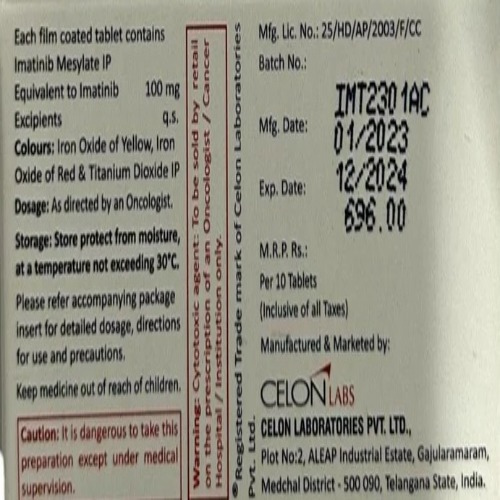 Each film coated tablet contains
Imatinib Mesylate IP
Equivalent to Imatinib 100 mg
Excipients q.s.
Colours: Iron Oxide of Yellow, Iron
Oxide of Red & Titanium Dioxide IP
Dosage: As directed by an Oncologist.
Storage: Store protect from moisture,
at a temperature not exceeding 30°C.
Please refer accompanying package
insert for detailed dosage, directions
for use and precautions.
Keep medicine out of reach of children.
Caution: It is dangerous to take this
preparation except under medical
supervision.
Warning: Cytotoxic agent: To be sold by retail
on the prescription of an Oncologist / Cancer
Hospital / Institution only.
®Registered Trade mark of Celon Laboratories
Pvt. Ltd.
Mfg. Lic. No.: 25/HD/AP/2003/F/CC
Batch No.:
IMT2301AC
Mfg. Date: 01/2023
Exp. Date: 12/2024
696.00
M.R.P. Rs.:
Per 10 Tablets
(Inclusive of all Taxes)
Manufactured & Marketed by:
CELON LABS
CELON LABORATORIES PVT. LTD.,
Plot No:2, ALEAP Industrial Estate, Gajularamaram,
Medchal District - 500 090, Telangana State, India.